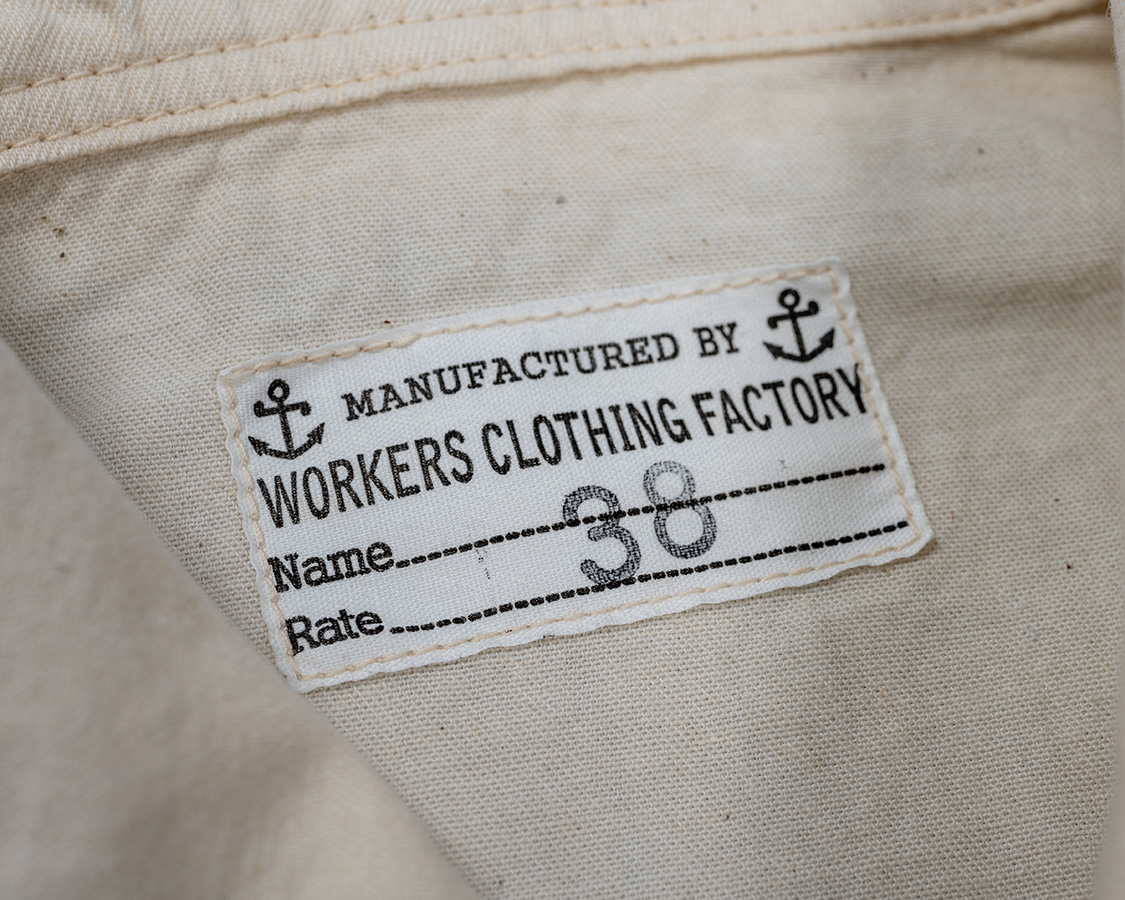 MANUFACTURED BY
WORKERS CLOTHING FACTORY
38
Name
Rate